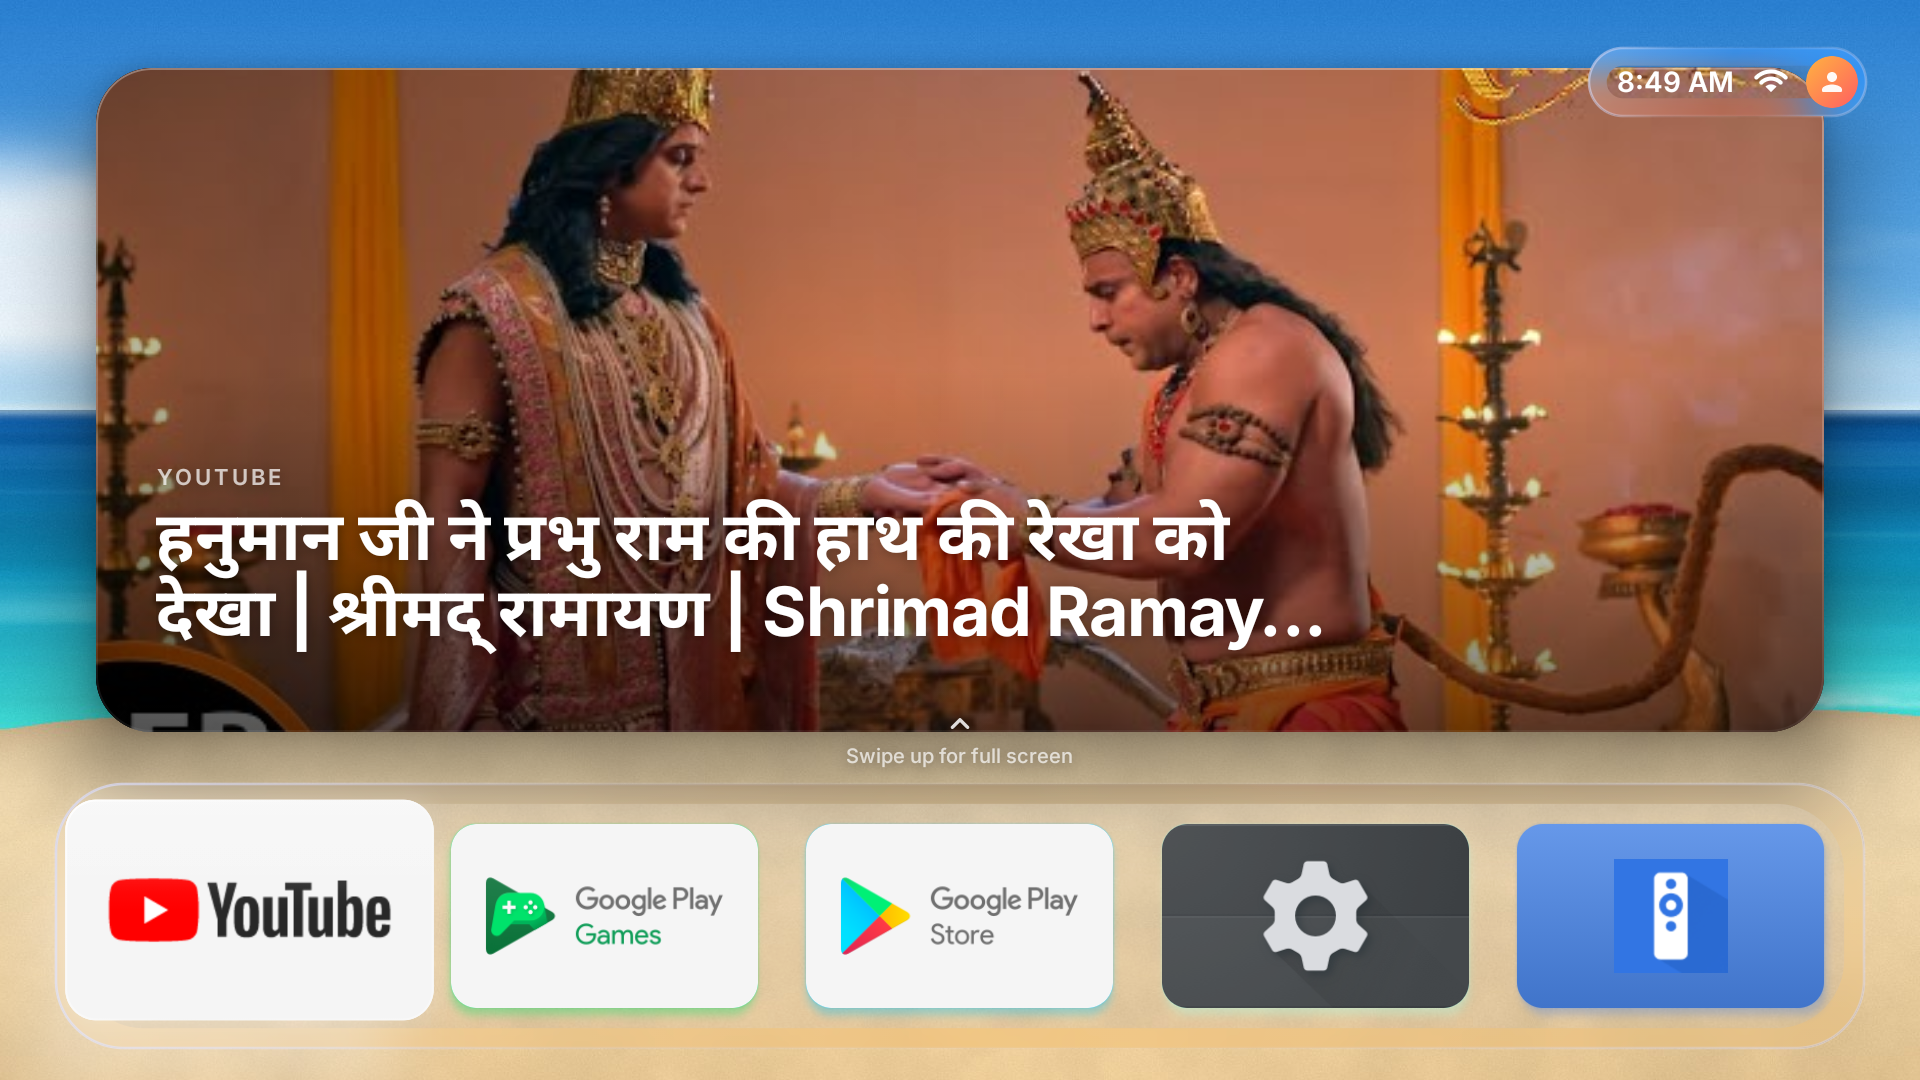 8:49 AM
YOUTUBE
हनुमान जी ने प्रभु राम की हाथ की रेखा को
देखा | श्रीमद् रामायण | Shrimad Ramay...
Swipe up for full screen
YouTube
Google Play
Games
Google Play
Store